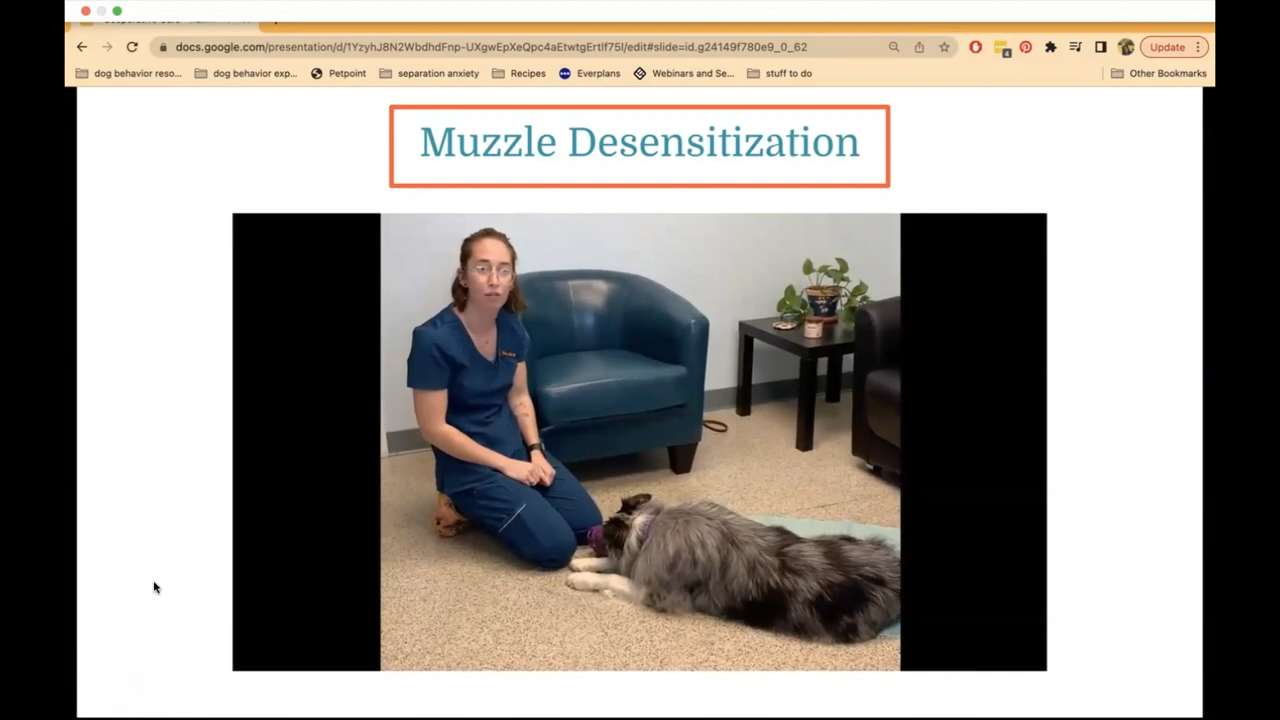 docs.google.com/presentation/d/1YzyhJ8N2WbdhdFnp-UXgwEpXeQpc4aEtwtgErtlf75I/edit#slide=id.g24149f780e9_0_62
4
Update
dog behavior reso...
dog behavior exp...
Petpoint
separation anxiety
Recipes
Everplans
Webinars and Se...
stuff to do
Other Bookmarks
Muzzle Desensitization